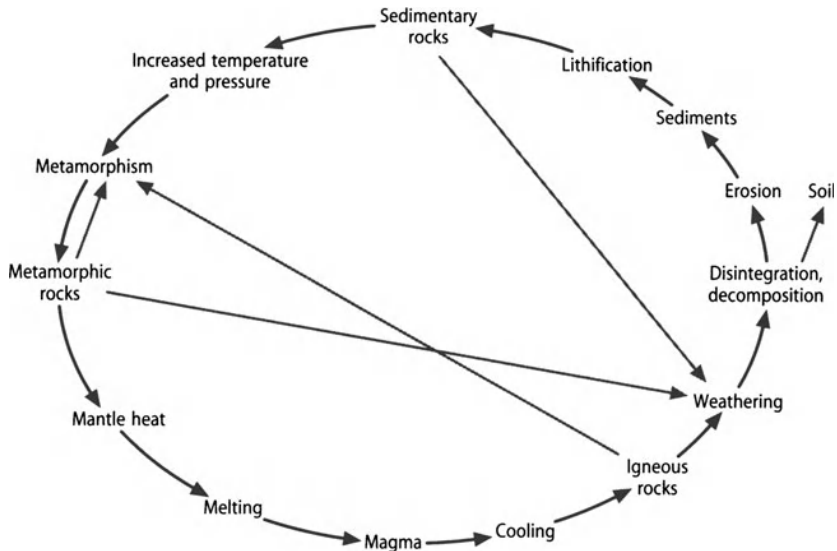 Sedimentary
rocks
Increased temperature
and pressure
Lithification
Sediments
Metamorphism
Erosion
Soil
Metamorphic
rocks
Disintegration,
decomposition
Mantle heat
Weathering
Igneous
rocks
Melting
Cooling
Magma